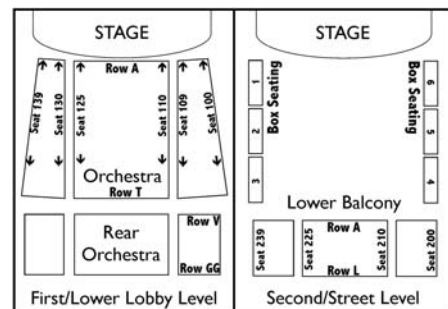 STAGE
Row A
Seat 139
Seat 130
Seat 125
Seat 110
Seat 109
Seat 100
Orchestra
Row T
Rear
Orchestra
Row V
Row GG
First/Lower Lobby Level
STAGE
1
2
3
Box Seating
Box Seating
6
5
4
Lower Balcony
Seat 239
Seat 225
Row A
Row L
Seat 210
Seat 200
Second/Street Level